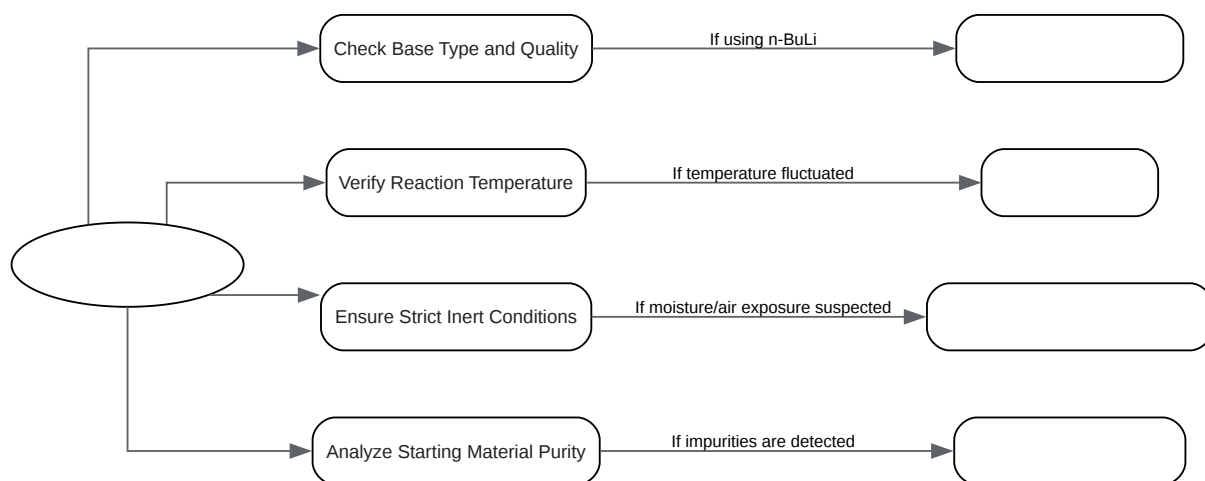 Check Base Type and Quality
If using n-BuLi
Verify Reaction Temperature
If temperature fluctuated
Ensure Strict Inert Conditions
If moisture/air exposure suspected
Analyze Starting Material Purity
If impurities are detected